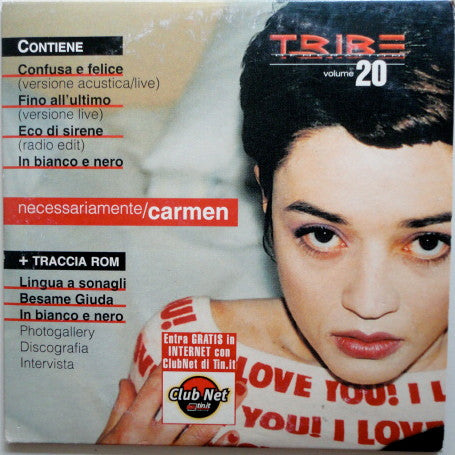 CONTIENE
Confusa e felice
(versione acustica/live)
Fino all'ultimo
(versione live)
Eco di sirene
(radio edit)
In bianco e nero
TRIBE
volume 20
necessariamente/carmen
+ TRACCIA ROM
Lingua a sonagli
Besame Giuda
In bianco e nero
Photogallery
Discografia
Intervista
Entra GRATIS in
INTERNET con
ClubNet di Tin.it
Club Net
tin.it
LOVE YOU! I L
YOU! I LOVE